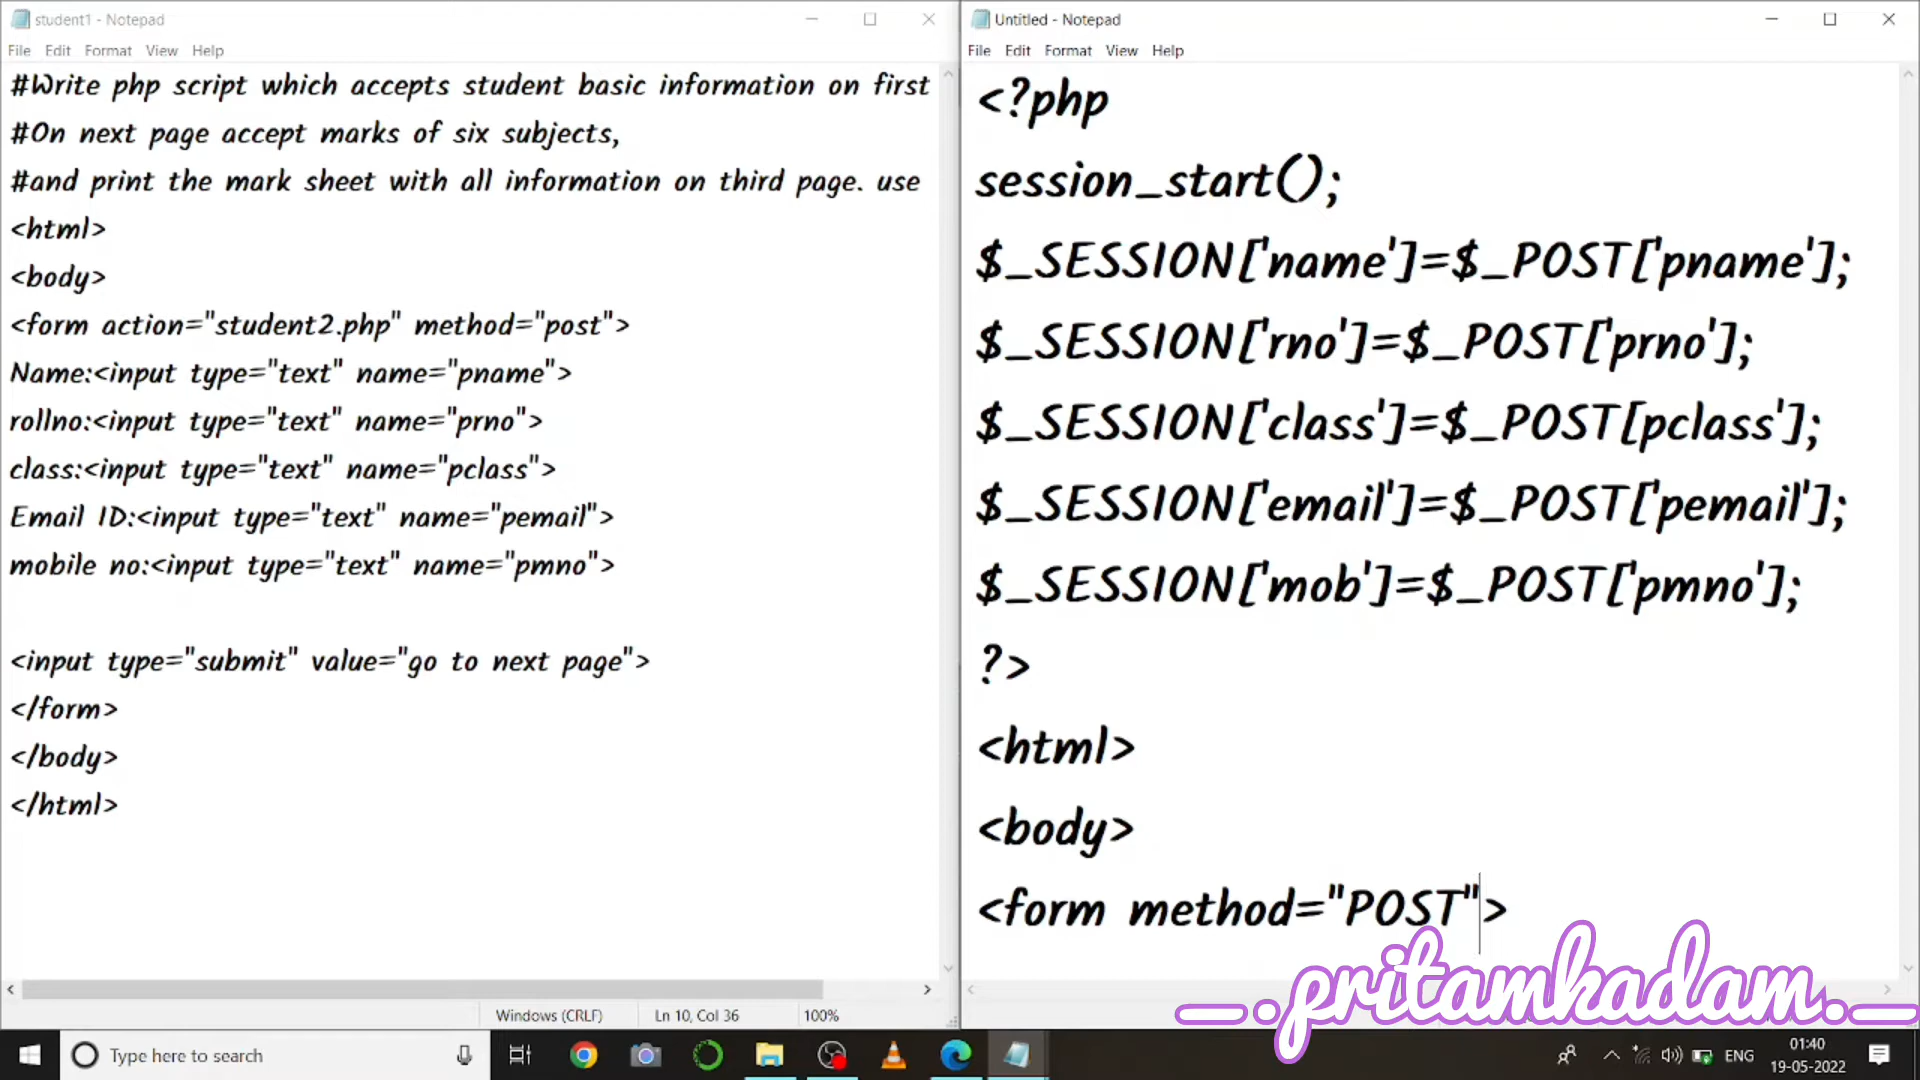 student1 - Notepad
File Edit Format View Help
#Write php script which accepts student basic information on first
#On next page accept marks of six subjects,
#and print the mark sheet with all information on third page. use
<html>
<body>
<form action="student2.php" method="post">
Name:<input type="text" name="pname">
rollno:<input type="text" name="prno">
class:<input type="text" name="pclass">
Email ID:<input type="text" name="pemail">
mobile no:<input type="text" name="pmno">
<input type="submit" value="go to next page">
</form>
</body>
</html>
Windows (CRLF) Ln 10, Col 36 100%
Untitled - Notepad
File Edit Format View Help
<?php
session_start();
$_SESSION['name']=$_POST['pname'];
$_SESSION['rno']=$_POST['prno'];
$_SESSION['class']=$_POST[pclass'];
$_SESSION['email']=$_POST['pemail'];
$_SESSION['mob']=$_POST['pmno'];
?>
<html>
<body>
<form method="POST">
_.pritamkadam._
Type here to search
ENG
01:40
19-05-2022